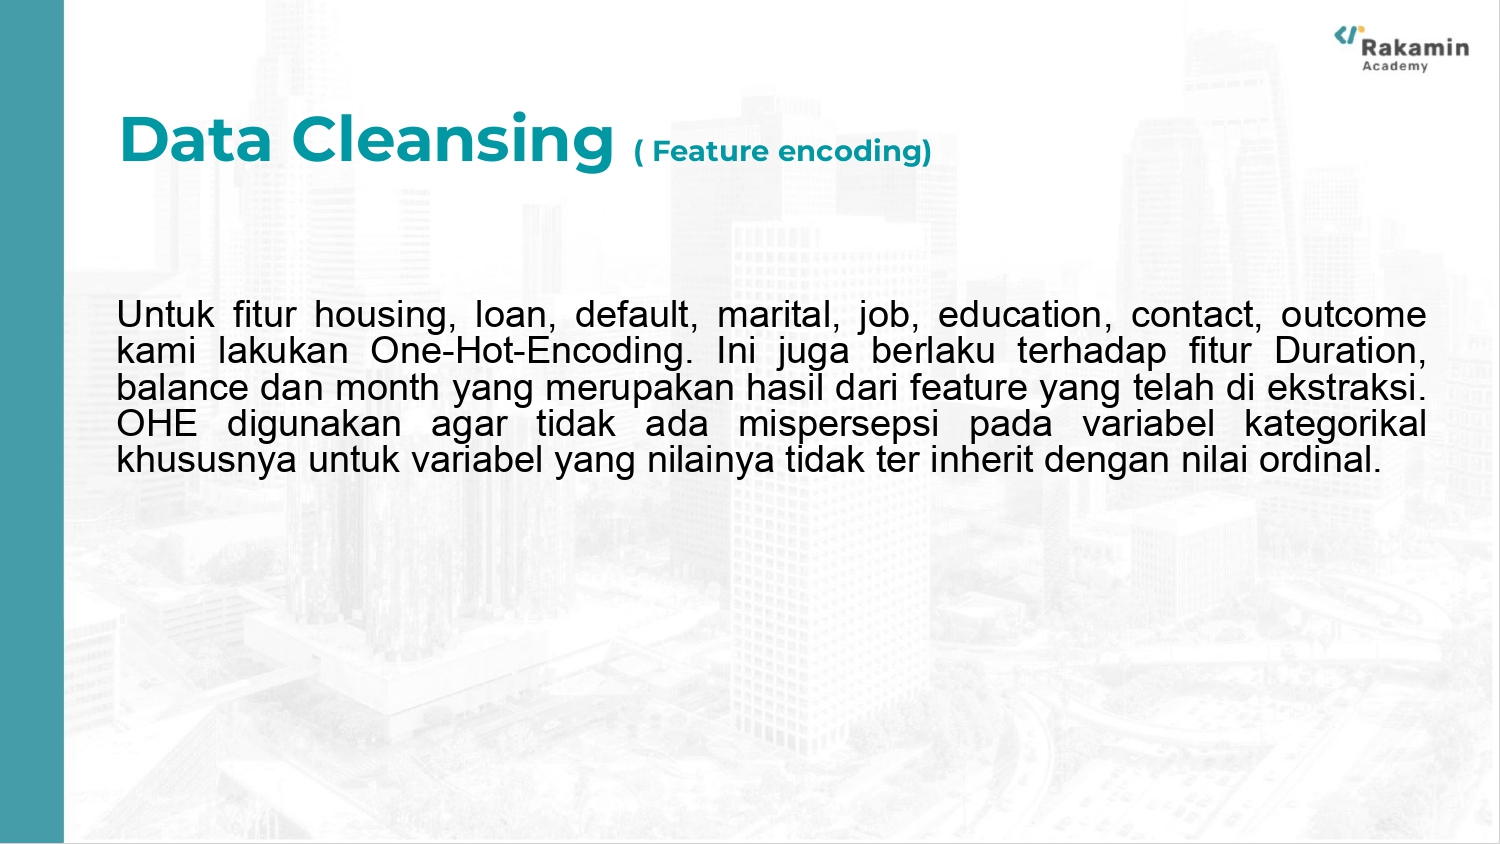 Rakamin
Academy
Data Cleansing ( Feature encoding)
Untuk fitur housing, loan, default, marital, job, education, contact, outcome
kami lakukan One-Hot-Encoding. Ini juga berlaku terhadap fitur Duration,
balance dan month yang merupakan hasil dari feature yang telah di ekstraksi.
OHE digunakan agar tidak ada mispersepsi pada variabel kategorikal
khususnya untuk variabel yang nilainya tidak ter inherit dengan nilai ordinal.